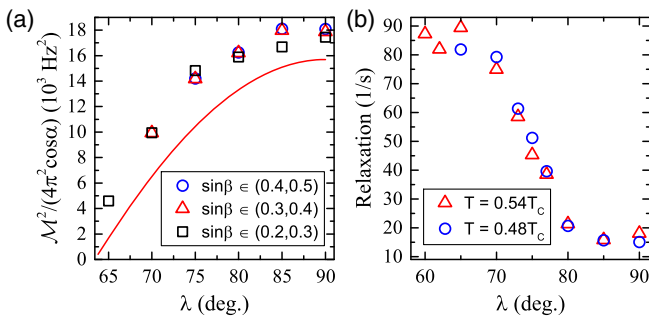 (a)
ℳ²/(4π²cosα) (10³ Hz²)
18
16
14
12
10
8
6
4
2
0
65 70 75 80 85 90
λ (deg.)
sinβ ∈ (0.4,0.5)
sinβ ∈ (0.3,0.4)
sinβ ∈ (0.2,0.3)
(b)
Relaxation (1/s)
90
80
70
60
50
40
30
20
10
60 70 80 90
λ (deg.)
T = 0.54T_C
T = 0.48T_C